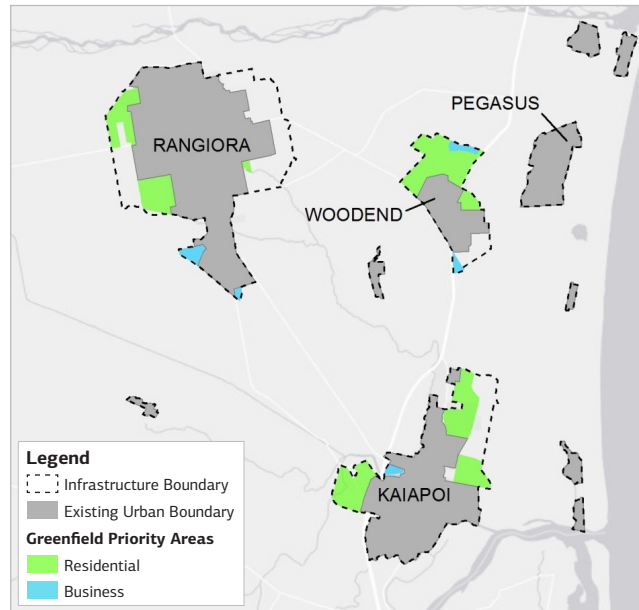 PEGASUS
RANGIORA
WOODEND
KAIAPOI
Legend
Infrastructure Boundary
Existing Urban Boundary
Greenfield Priority Areas
Residential
Business